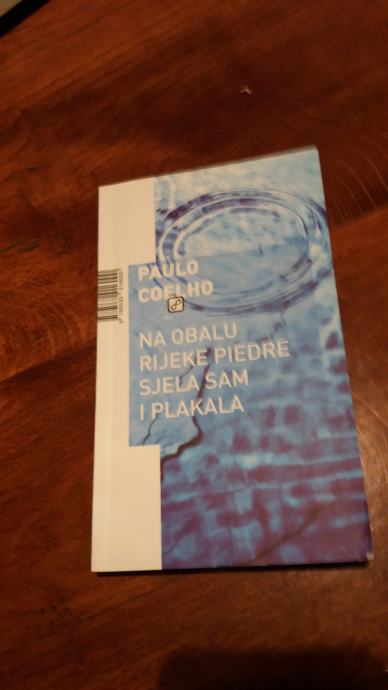 PAULO
COELHO
NA OBALU
RIJEKE PIEDRE
SJELA SAM
I PLAKALA